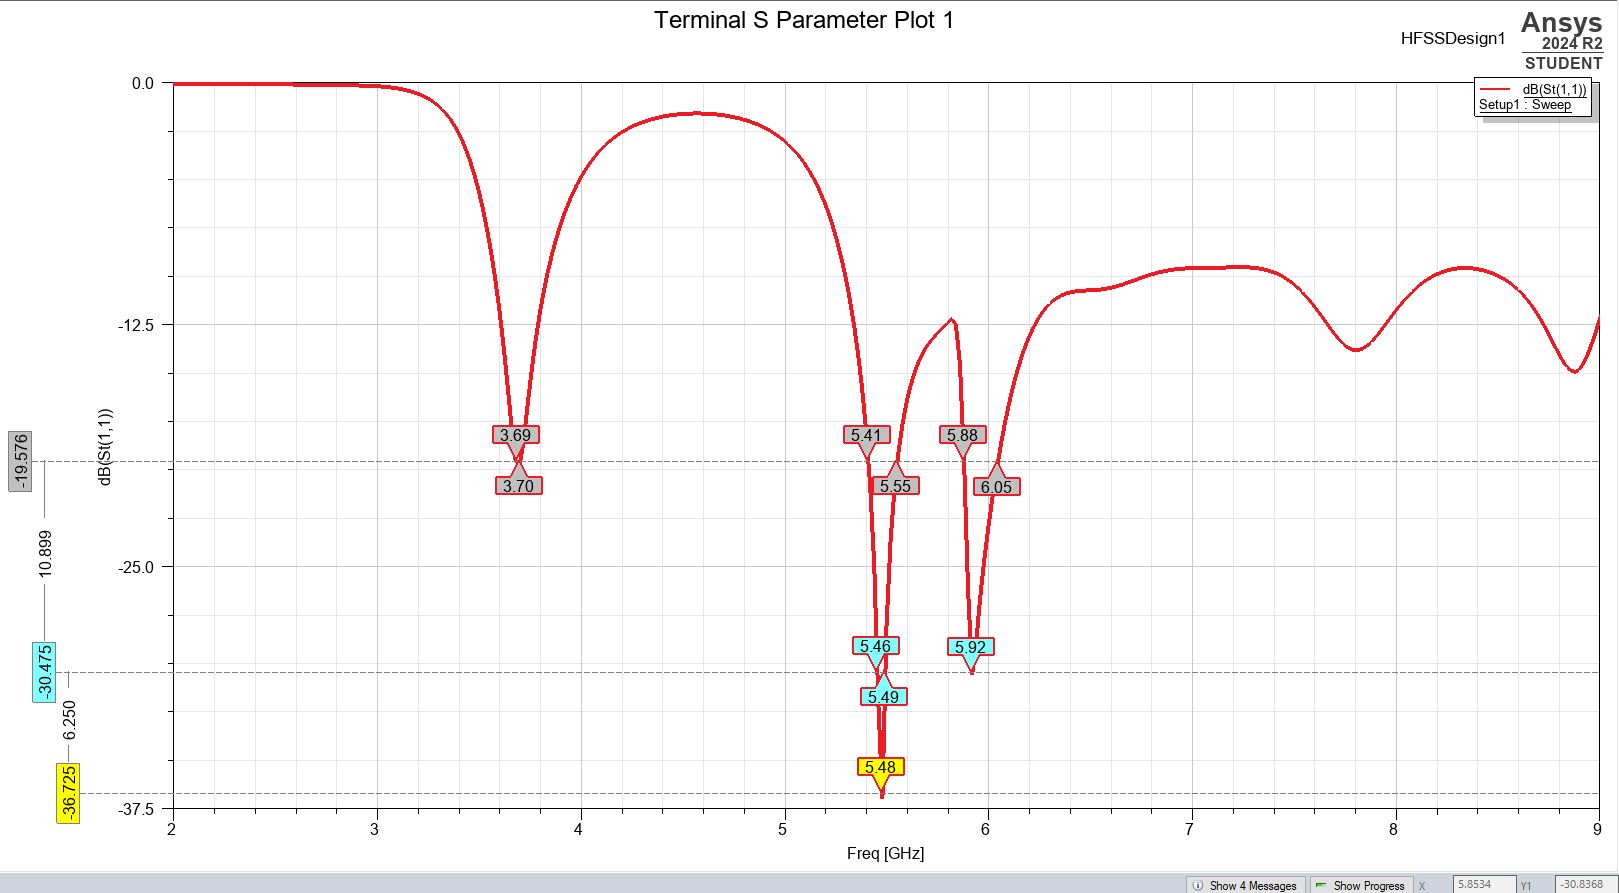 Terminal S Parameter Plot 1
HFSSDesign1
Ansys
2024 R2
STUDENT
dB(St(1,1))
Setup1 : Sweep
0.0
-12.5
-25.0
-37.5
dB(St(1,1))
-19.576
10.899
-30.475
6.250
-36.725
3.69
3.70
5.41
5.55
5.88
6.05
5.46
5.49
5.92
5.48
2 3 4 5 6 7 8 9
Freq [GHz]
Show 4 Messages Show Progress X 5.8534 Y1 -30.8368